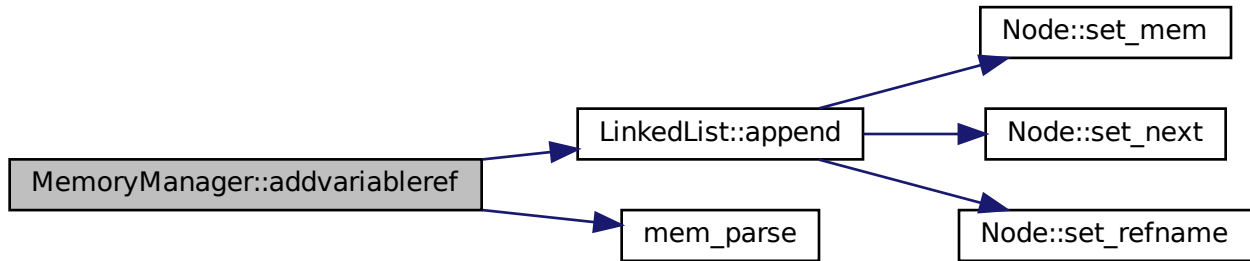 Node::set_mem
LinkedList::append
Node::set_next
MemoryManager::addvariableref
mem_parse
Node::set_refname